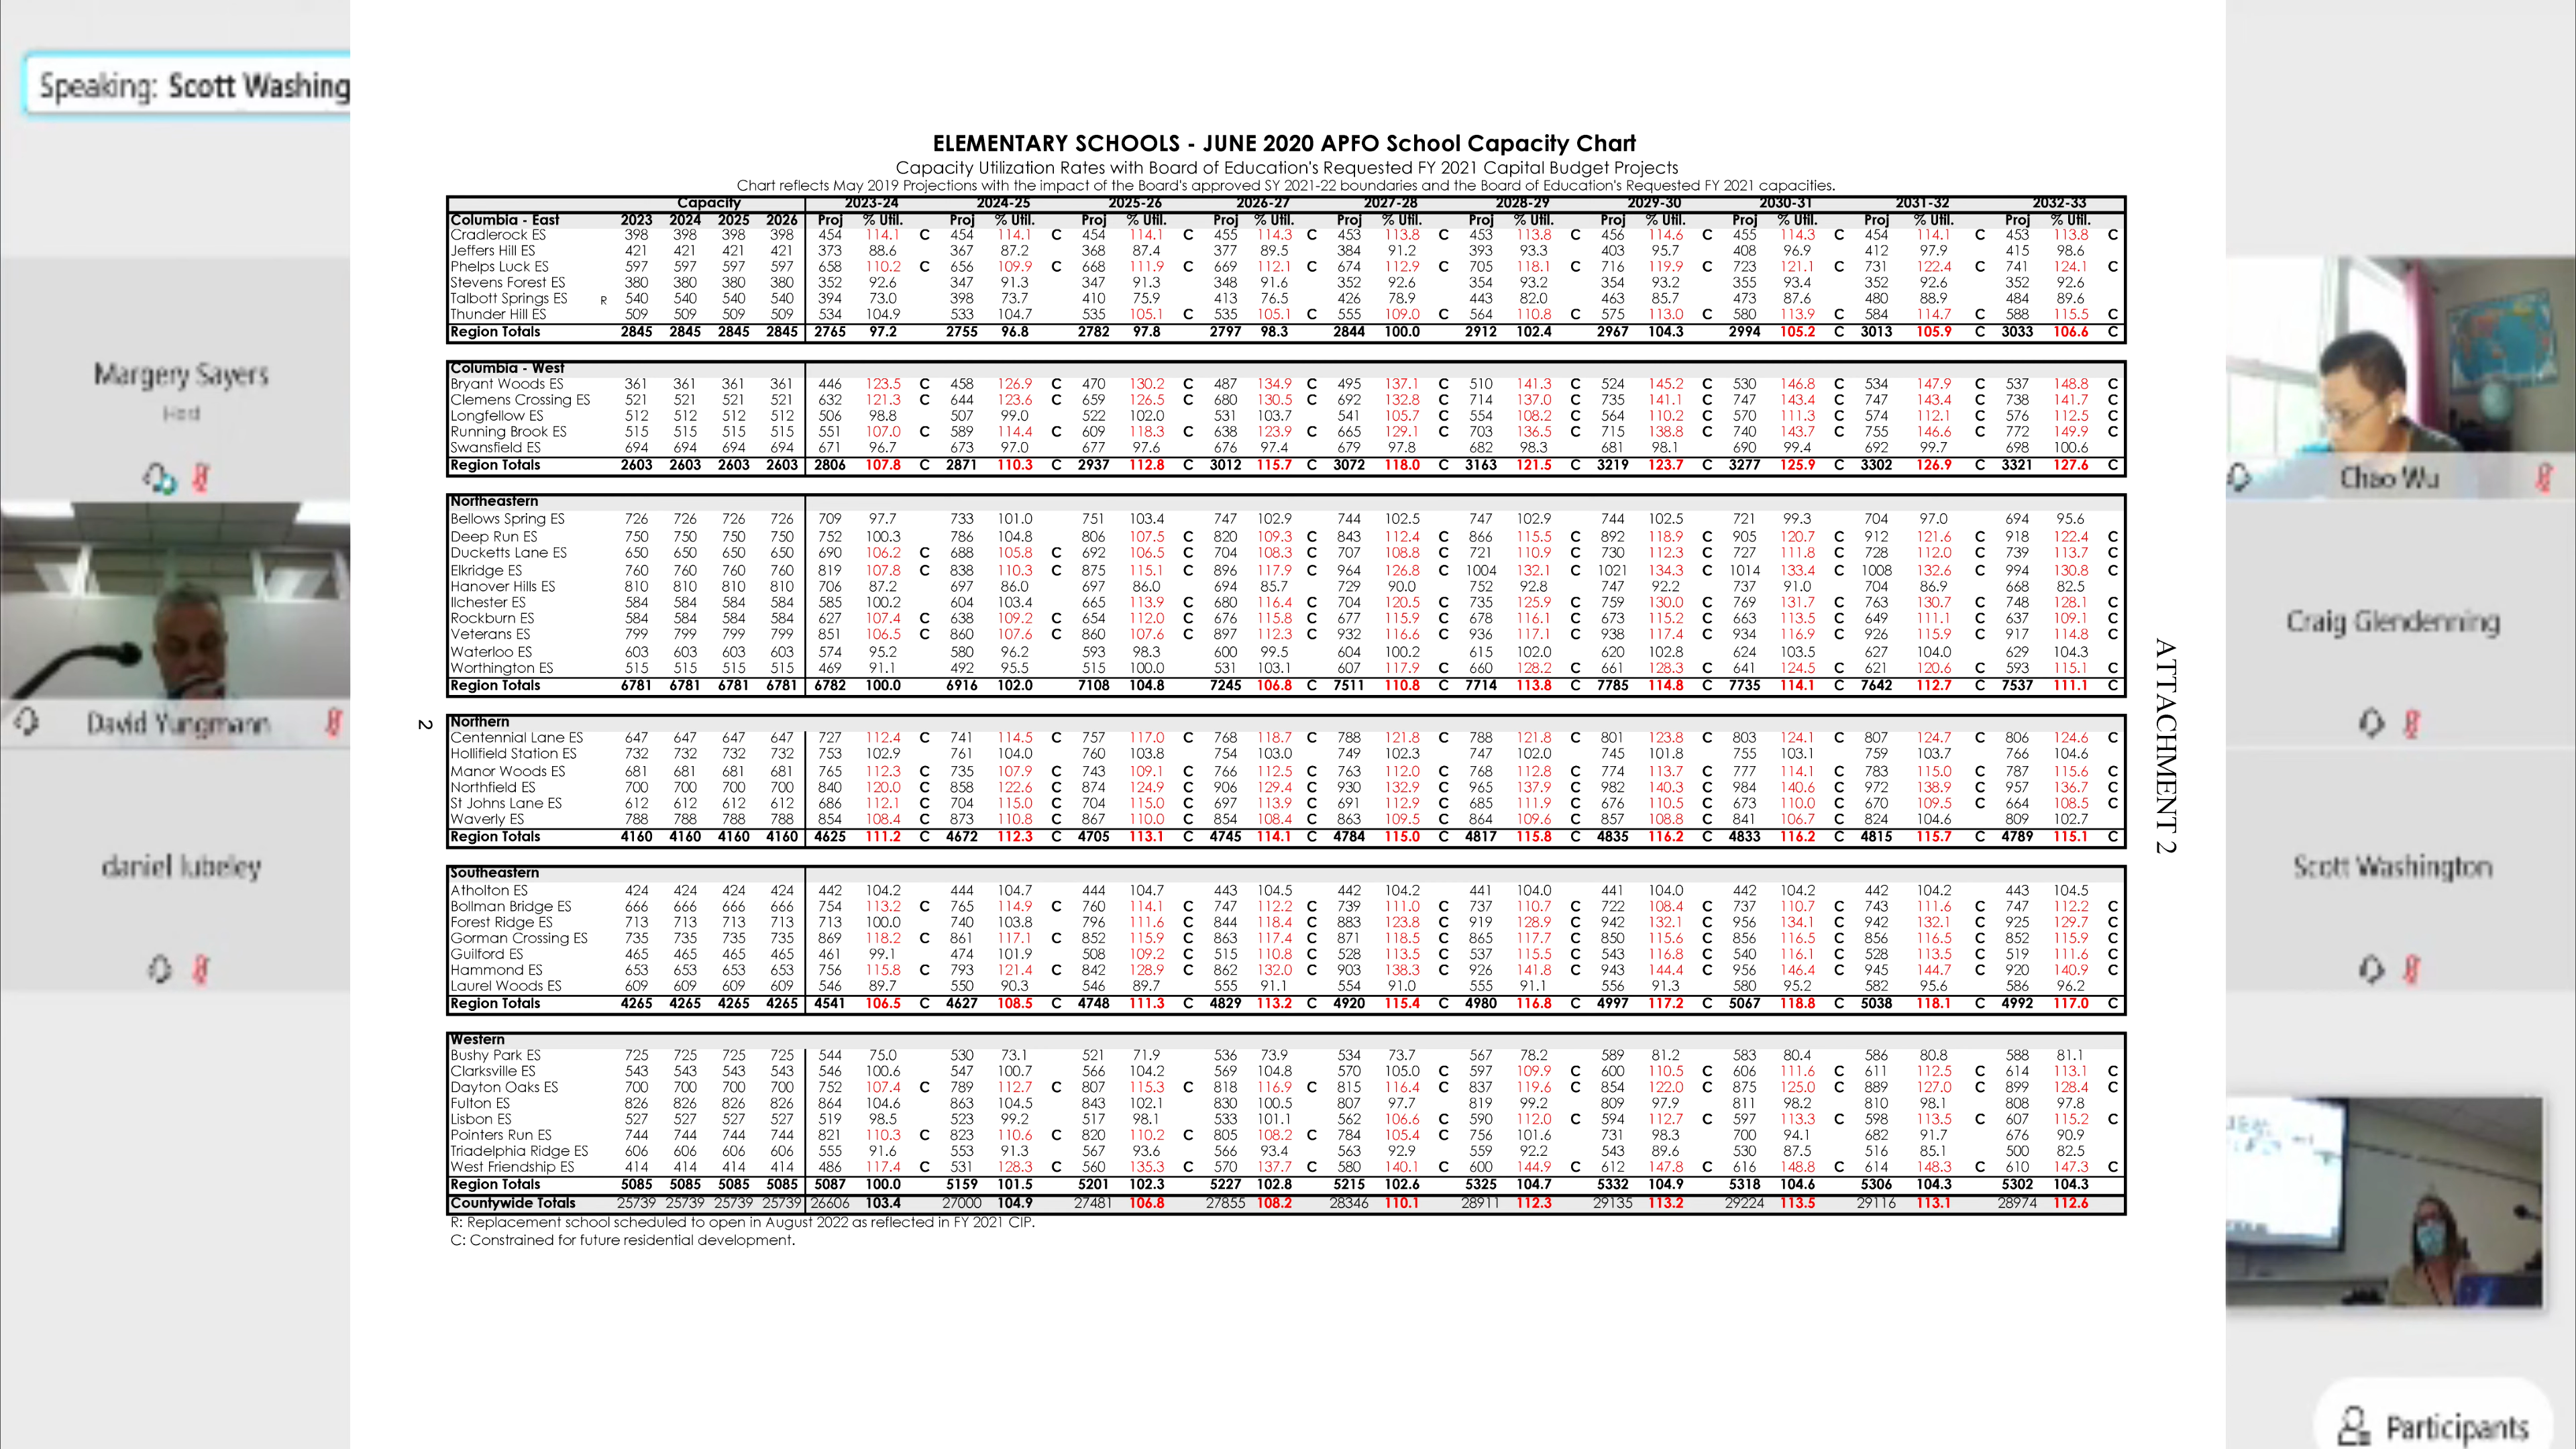 Speaking: Scott Washing
Margery Sayers
Host
David Yungmann
daniel lubeley
ELEMENTARY SCHOOLS - JUNE 2020 APFO School Capacity Chart
Capacity Utilization Rates with Board of Education's Requested FY 2021 Capital Budget Projects
Chart reflects May 2019 Projections with the impact of the Board's approved SY 2021-22 boundaries and the Board of Education's Requested FY 2021 capacities.
Capacity 2023-24 2024-25 2025-26 2026-27 2027-28 2028-29 2029-30 2030-31 2031-32 2032-33
Columbia - East 2023 2024 2025 2026 Proj % Util. Proj % Util. Proj % Util. Proj % Util. Proj % Util. Proj % Util. Proj % Util. Proj % Util. Proj % Util. Proj % Util.
Cradlerock ES 398 398 398 398 454 114.1 C 454 114.1 C 454 114.1 C 455 114.3 C 453 113.8 C 453 113.8 C 456 114.6 C 455 114.3 C 454 114.1 C 453 113.8 C
Jeffers Hill ES 421 421 421 421 373 88.6 367 87.2 368 87.4 377 89.5 384 91.2 393 93.3 403 95.7 408 96.9 412 97.9 415 98.6
Phelps Luck ES 597 597 597 597 658 110.2 C 656 109.9 C 668 111.9 C 669 112.1 C 674 112.9 C 705 118.1 C 716 119.9 C 723 121.1 C 731 122.4 C 741 124.1 C
Stevens Forest ES 380 380 380 380 352 92.6 347 91.3 347 91.3 348 91.6 352 92.6 354 93.2 354 93.2 355 93.4 352 92.6 352 92.6
Talbott Springs ES R 540 540 540 540 394 73.0 398 73.7 410 75.9 413 76.5 426 78.9 443 82.0 463 85.7 473 87.6 480 88.9 484 89.6
Thunder Hill ES 509 509 509 509 534 104.9 533 104.7 535 105.1 C 535 105.1 C 555 109.0 C 564 110.8 C 575 113.0 C 580 113.9 C 584 114.7 C 588 115.5 C
Region Totals 2845 2845 2845 2845 2765 97.2 2755 96.8 2782 97.8 2797 98.3 2844 100.0 2912 102.4 2967 104.3 2994 105.2 C 3013 105.9 C 3033 106.6 C
Columbia - West
Bryant Woods ES 361 361 361 361 446 123.5 C 458 126.9 C 470 130.2 C 487 134.9 C 495 137.1 C 510 141.3 C 524 145.2 C 530 146.8 C 534 147.9 C 537 148.8 C
Clemens Crossing ES 521 521 521 521 632 121.3 C 644 123.6 C 659 126.5 C 680 130.5 C 692 132.8 C 714 137.0 C 735 141.1 C 747 143.4 C 747 143.4 C 738 141.7 C
Longfellow ES 512 512 512 512 506 98.8 507 99.0 522 102.0 531 103.7 541 105.7 C 554 108.2 C 564 110.2 C 570 111.3 C 574 112.1 C 576 112.5 C
Running Brook ES 515 515 515 515 551 107.0 C 589 114.4 C 609 118.3 C 638 123.9 C 665 129.1 C 703 136.5 C 715 138.8 C 740 143.7 C 755 146.6 C 772 149.9 C
Swansfield ES 694 694 694 694 671 96.7 673 97.0 677 97.6 676 97.4 679 97.8 682 98.3 681 98.1 690 99.4 692 99.7 698 100.6
Region Totals 2603 2603 2603 2603 2806 107.8 C 2871 110.3 C 2937 112.8 C 3012 115.7 C 3072 118.0 C 3163 121.5 C 3219 123.7 C 3277 125.9 C 3302 126.9 C 3321 127.6 C
Northeastern
Bellows Spring ES 726 726 726 726 709 97.7 733 101.0 751 103.4 747 102.9 744 102.5 747 102.9 744 102.5 721 99.3 704 97.0 694 95.6
Deep Run ES 750 750 750 750 752 100.3 786 104.8 806 107.5 C 820 109.3 C 843 112.4 C 866 115.5 C 892 118.9 C 905 120.7 C 912 121.6 C 918 122.4 C
Ducketts Lane ES 650 650 650 650 690 106.2 C 688 105.8 C 692 106.5 C 704 108.3 C 707 108.8 C 721 110.9 C 730 112.3 C 727 111.8 C 728 112.0 C 739 113.7 C
Elkridge ES 760 760 760 760 819 107.8 C 838 110.3 C 875 115.1 C 896 117.9 C 964 126.8 C 1004 132.1 C 1021 134.3 C 1014 133.4 C 1008 132.6 C 994 130.8 C
Hanover Hills ES 810 810 810 810 706 87.2 697 86.0 697 86.0 694 85.7 729 90.0 752 92.8 747 92.2 737 91.0 704 86.9 668 82.5
Ilchester ES 584 584 584 584 585 100.2 604 103.4 665 113.9 C 680 116.4 C 704 120.5 C 735 125.9 C 759 130.0 C 769 131.7 C 763 130.7 C 748 128.1 C
Rockburn ES 584 584 584 584 627 107.4 C 638 109.2 C 654 112.0 C 676 115.8 C 677 115.9 C 678 116.1 C 673 115.2 C 663 113.5 C 649 111.1 C 637 109.1 C
Veterans ES 799 799 799 799 851 106.5 C 860 107.6 C 860 107.6 C 897 112.3 C 932 116.6 C 936 117.1 C 938 117.4 C 934 116.9 C 926 115.9 C 917 114.8 C
Waterloo ES 603 603 603 603 574 95.2 580 96.2 593 98.3 600 99.5 604 100.2 615 102.0 620 102.8 624 103.5 627 104.0 629 104.3
Worthington ES 515 515 515 515 469 91.1 492 95.5 515 100.0 531 103.1 607 117.9 C 660 128.2 C 661 128.3 C 641 124.5 C 621 120.6 C 593 115.1 C
Region Totals 6781 6781 6781 6781 6782 100.0 6916 102.0 7108 104.8 7245 106.8 C 7511 110.8 C 7714 113.8 C 7785 114.8 C 7735 114.1 C 7642 112.7 C 7537 111.1 C
Northern
Centennial Lane ES 647 647 647 647 727 112.4 C 741 114.5 C 757 117.0 C 768 118.7 C 788 121.8 C 788 121.8 C 801 123.8 C 803 124.1 C 807 124.7 C 806 124.6 C
Hollifield Station ES 732 732 732 732 753 102.9 761 104.0 760 103.8 754 103.0 749 102.3 747 102.0 745 101.8 755 103.1 759 103.7 766 104.6
Manor Woods ES 681 681 681 681 765 112.3 C 735 107.9 C 743 109.1 C 766 112.5 C 763 112.0 C 768 112.8 C 774 113.7 C 777 114.1 C 783 115.0 C 787 115.6 C
Northfield ES 700 700 700 700 840 120.0 C 858 122.6 C 874 124.9 C 906 129.4 C 930 132.9 C 965 137.9 C 982 140.3 C 984 140.6 C 972 138.9 C 957 136.7 C
St Johns Lane ES 612 612 612 612 686 112.1 C 704 115.0 C 704 115.0 C 697 113.9 C 691 112.9 C 685 111.9 C 676 110.5 C 673 110.0 C 670 109.5 C 664 108.5 C
Waverly ES 788 788 788 788 854 108.4 C 873 110.8 C 867 110.0 C 854 108.4 C 863 109.5 C 864 109.6 C 857 108.8 C 841 106.7 C 824 104.6 809 102.7
Region Totals 4160 4160 4160 4160 4625 111.2 C 4672 112.3 C 4705 113.1 C 4745 114.1 C 4784 115.0 C 4817 115.8 C 4835 116.2 C 4833 116.2 C 4815 115.7 C 4789 115.1 C
Southeastern
Atholton ES 424 424 424 424 442 104.2 444 104.7 444 104.7 443 104.5 442 104.2 441 104.0 441 104.0 442 104.2 442 104.2 443 104.5
Bollman Bridge ES 666 666 666 666 754 113.2 C 765 114.9 C 760 114.1 C 747 112.2 C 739 111.0 C 737 110.7 C 722 108.4 C 737 110.7 C 743 111.6 C 747 112.2 C
Forest Ridge ES 713 713 713 713 713 100.0 740 103.8 796 111.6 C 844 118.4 C 883 123.8 C 919 128.9 C 942 132.1 C 956 134.1 C 942 132.1 C 925 129.7 C
Gorman Crossing ES 735 735 735 735 869 118.2 C 861 117.1 C 852 115.9 C 863 117.4 C 871 118.5 C 865 117.7 C 850 115.6 C 856 116.5 C 856 116.5 C 852 115.9 C
Guilford ES 465 465 465 465 461 99.1 474 101.9 508 109.2 C 515 110.8 C 528 113.5 C 537 115.5 C 543 116.8 C 540 116.1 C 528 113.5 C 519 111.6 C
Hammond ES 653 653 653 653 756 115.8 C 793 121.4 C 842 128.9 C 862 132.0 C 903 138.3 C 926 141.8 C 943 144.4 C 956 146.4 C 945 144.7 C 920 140.9 C
Laurel Woods ES 609 609 609 609 546 89.7 550 90.3 546 89.7 555 91.1 554 91.0 555 91.1 556 91.3 580 95.2 582 95.6 586 96.2
Region Totals 4265 4265 4265 4265 4541 106.5 C 4627 108.5 C 4748 111.3 C 4829 113.2 C 4920 115.4 C 4980 116.8 C 4997 117.2 C 5067 118.8 C 5038 118.1 C 4992 117.0 C
Western
Bushy Park ES 725 725 725 725 544 75.0 530 73.1 521 71.9 536 73.9 534 73.7 567 78.2 589 81.2 583 80.4 586 80.8 588 81.1
Clarksville ES 543 543 543 543 546 100.6 547 100.7 566 104.2 569 104.8 570 105.0 C 597 109.9 C 600 110.5 C 606 111.6 C 611 112.5 C 614 113.1 C
Dayton Oaks ES 700 700 700 700 752 107.4 C 789 112.7 C 807 115.3 C 818 116.9 C 815 116.4 C 837 119.6 C 854 122.0 C 875 125.0 C 889 127.0 C 899 128.4 C
Fulton ES 826 826 826 826 864 104.6 863 104.5 843 102.1 830 100.5 807 97.7 819 99.2 809 97.9 811 98.2 810 98.1 808 97.8
Lisbon ES 527 527 527 527 519 98.5 523 99.2 517 98.1 533 101.1 562 106.6 C 590 112.0 C 594 112.7 C 597 113.3 C 598 113.5 C 607 115.2 C
Pointers Run ES 744 744 744 744 821 110.3 C 823 110.6 C 820 110.2 C 805 108.2 C 784 105.4 C 756 101.6 731 98.3 700 94.1 682 91.7 676 90.9
Triadelphia Ridge ES 606 606 606 606 555 91.6 553 91.3 567 93.6 566 93.4 563 92.9 559 92.2 543 89.6 530 87.5 516 85.1 500 82.5
West Friendship ES 414 414 414 414 486 117.4 C 531 128.3 C 560 135.3 C 570 137.7 C 580 140.1 C 600 144.9 C 612 147.8 C 616 148.8 C 614 148.3 C 610 147.3 C
Region Totals 5085 5085 5085 5085 5087 100.0 5159 101.5 5201 102.3 5227 102.8 5215 102.6 5325 104.7 5332 104.9 5318 104.6 5306 104.3 5302 104.3
Countywide Totals 25739 25739 25739 25739 26606 103.4 27000 104.9 27481 106.8 27855 108.2 28346 110.1 28911 112.3 29135 113.2 29224 113.5 29116 113.1 28974 112.6
R: Replacement school scheduled to open in August 2022 as reflected in FY 2021 CIP.
C: Constrained for future residential development.
2
ATTACHMENT 2
Chao Wu
Craig Glendenning
Scott Washington
Participants